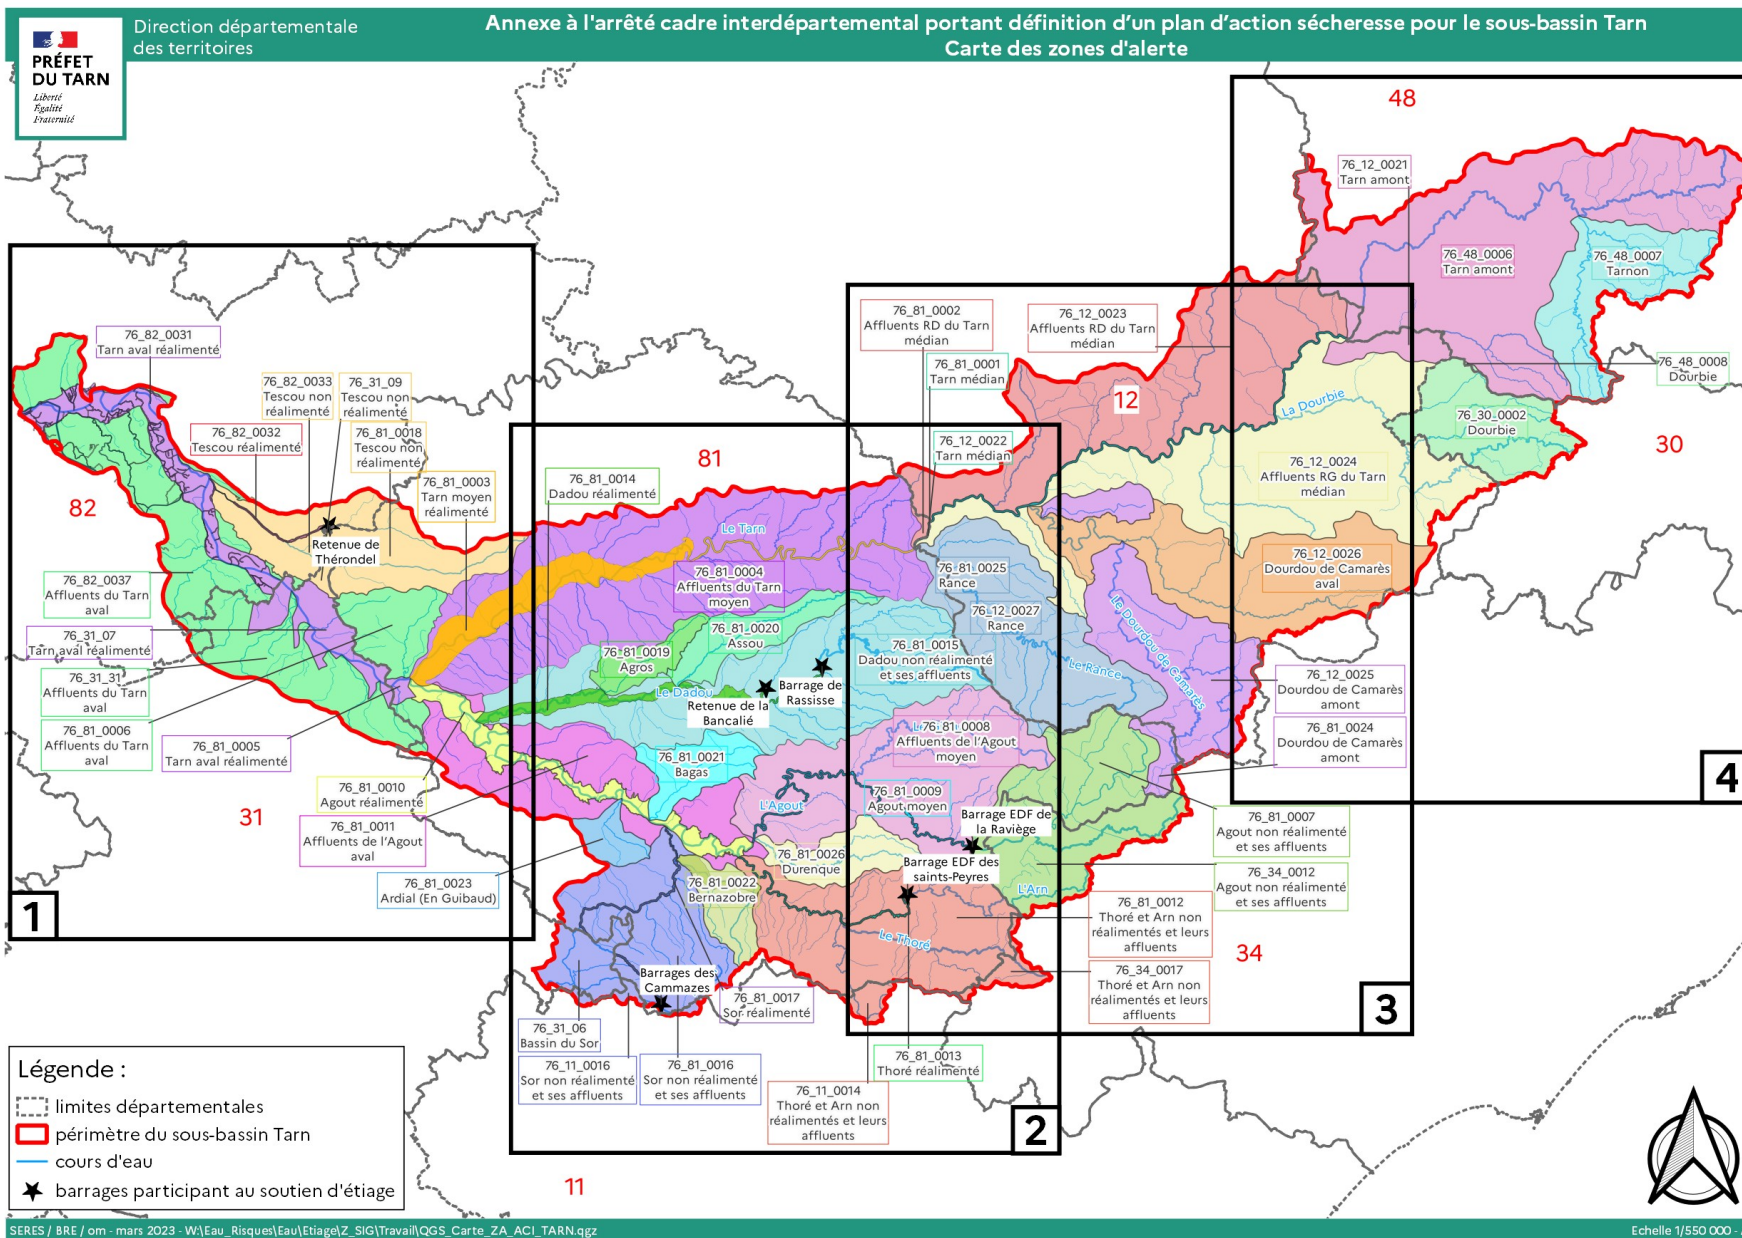 PRÉFET
DU TARN
Liberté
Égalité
Fraternité
Direction départementale
des territoires
Annexe à l'arrêté cadre interdépartemental portant définition d’un plan d’action sécheresse pour le sous-bassin Tarn
Carte des zones d'alerte
48
76_12_0021
Tarn amont
76_48_0006
Tarn amont
76_48_0007
Tarnon
76_81_0002
Affluents RD du Tarn
médian
76_12_0023
Affluents RD du Tarn
médian
76_82_0031
Tarn aval réalimenté
76_81_0001
Tarn médian
76_48_0008
Dourbie
76_82_0033
Tescou non
réalimenté
76_31_09
Tescou non
réalimenté
12
La Dourbie
76_30_0002
Dourbie
76_82_0032
Tescou réalimenté
76_81_0018
Tescou non
réalimenté
76_12_0022
Tarn médian
30
81
76_81_0014
Dadou réalimenté
76_81_0003
Tarn moyen
réalimenté
76_12_0024
Affluents RG du Tarn
médian
82
Le Tarn
Retenue de
Thérondel
76_12_0026
Dourdou de Camarès
aval
76_82_0037
Affluents du Tarn
aval
76_81_0004
Affluents du Tarn
moyen
76_81_0025
Rance
76_12_0027
Rance
Le Dourdou de Camarès
76_31_07
Tarn aval réalimenté
76_81_0020
Assou
76_81_0019
Agros
76_81_0015
Dadou non réalimenté
et ses affluents
Le Rance
76_31_31
Affluents du Tarn
aval
Le Dadou
Barrage de
Rassisse
Retenue de la
Bancalié
76_12_0025
Dourdou de Camarès
amont
76_81_0006
Affluents du Tarn
aval
76_81_0005
Tarn aval réalimenté
76_81_0008
Affluents de l'Agout
moyen
76_81_0024
Dourdou de Camarès
amont
76_81_0021
Bagas
76_81_0010
Agout réalimenté
4
L'Agout
76_81_0009
Agout moyen
31
76_81_0011
Affluents de l'Agout
aval
Barrage EDF de
la Raviège
76_81_0007
Agout non réalimenté
et ses affluents
76_81_0026
Durenque
Barrage EDF des
saints-Peyres
76_34_0012
Agout non réalimenté
et ses affluents
76_81_0023
Ardial (En Guibaud)
76_81_0022
Bernazobre
L'Arn
1
76_81_0012
Thoré et Arn non
réalimentés et leurs
affluents
Le Thoré
34
76_34_0017
Thoré et Arn non
réalimentés et leurs
affluents
Barrages des
Cammazes
76_81_0017
Sor réalimenté
3
76_31_06
Bassin du Sor
76_11_0016
Sor non réalimenté
et ses affluents
76_81_0016
Sor non réalimenté
et ses affluents
76_81_0013
Thoré réalimenté
76_11_0014
Thoré et Arn non
réalimentés et leurs
affluents
2
11
Légende :
limites départementales
périmètre du sous-bassin Tarn
cours d'eau
barrages participant au soutien d'étiage
SERES / BRE / om - mars 2023 - W:\Eau_Risques\Eau\Etiage\Z_SIG\Travail\QGS_Carte_ZA_ACI_TARN.qgz
Echelle 1/550 000 -